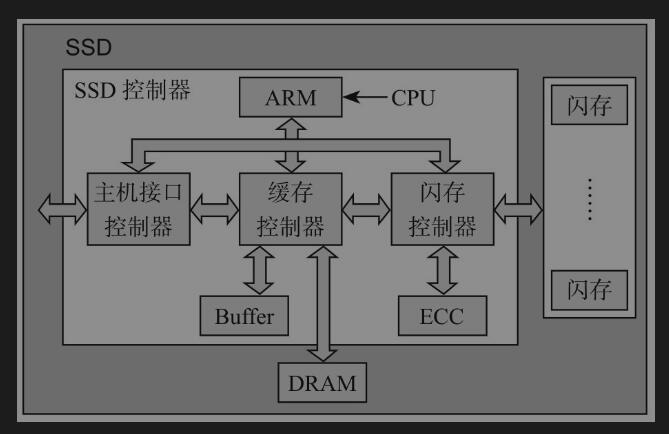 SSD
SSD 控制器
ARM
CPU
闪存
主机接口
控制器
缓存
控制器
闪存
控制器
······
闪存
Buffer
ECC
DRAM